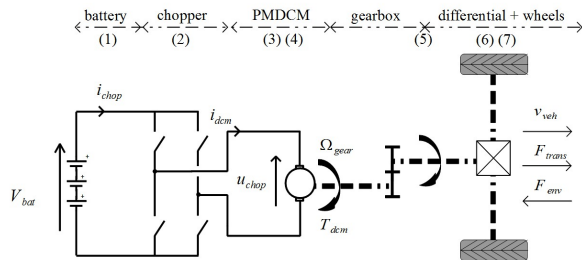 battery chopper PMDCM gearbox differential + wheels
(1) (2) (3) (4) (5) (6) (7)
i_chop
i_dcm
V_bat
u_chop
Ω_gear
T_dcm
v_veh
F_trans
F_env